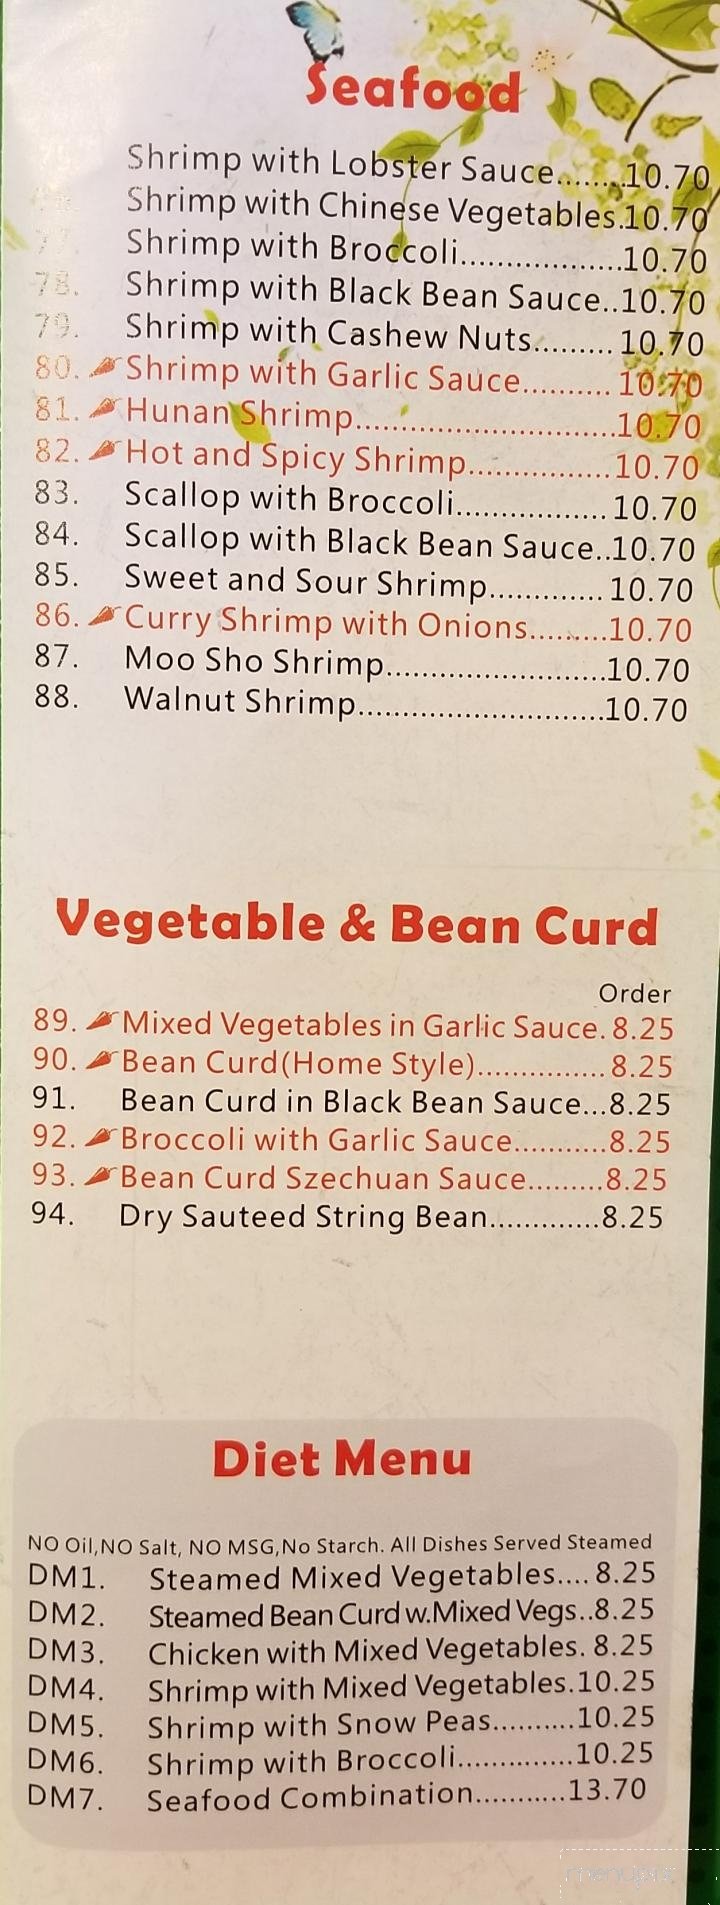 Seafood
Shrimp with Lobster Sauce........10.70
Shrimp with Chinese Vegetables.10.70
77. Shrimp with Broccoli..................10.70
78. Shrimp with Black Bean Sauce..10.70
79. Shrimp with Cashew Nuts.........10.70
80. Shrimp with Garlic Sauce..........10.70
81. Hunan Shrimp.............................10.70
82. Hot and Spicy Shrimp................10.70
83. Scallop with Broccoli.................10.70
84. Scallop with Black Bean Sauce..10.70
85. Sweet and Sour Shrimp.............10.70
86. Curry Shrimp with Onions.........10.70
87. Moo Sho Shrimp........................10.70
88. Walnut Shrimp...........................10.70
Vegetable & Bean Curd
Order
89. Mixed Vegetables in Garlic Sauce.8.25
90. Bean Curd(Home Style)...............8.25
91. Bean Curd in Black Bean Sauce...8.25
92. Broccoli with Garlic Sauce...........8.25
93. Bean Curd Szechuan Sauce.........8.25
94. Dry Sauteed String Bean.............8.25
Diet Menu
NO Oil,NO Salt, NO MSG,No Starch. All Dishes Served Steamed
DM1. Steamed Mixed Vegetables....8.25
DM2. Steamed Bean Curd w.Mixed Vegs..8.25
DM3. Chicken with Mixed Vegetables. 8.25
DM4. Shrimp with Mixed Vegetables.10.25
DM5. Shrimp with Snow Peas..........10.25
DM6. Shrimp with Broccoli..............10.25
DM7. Seafood Combination...........13.70